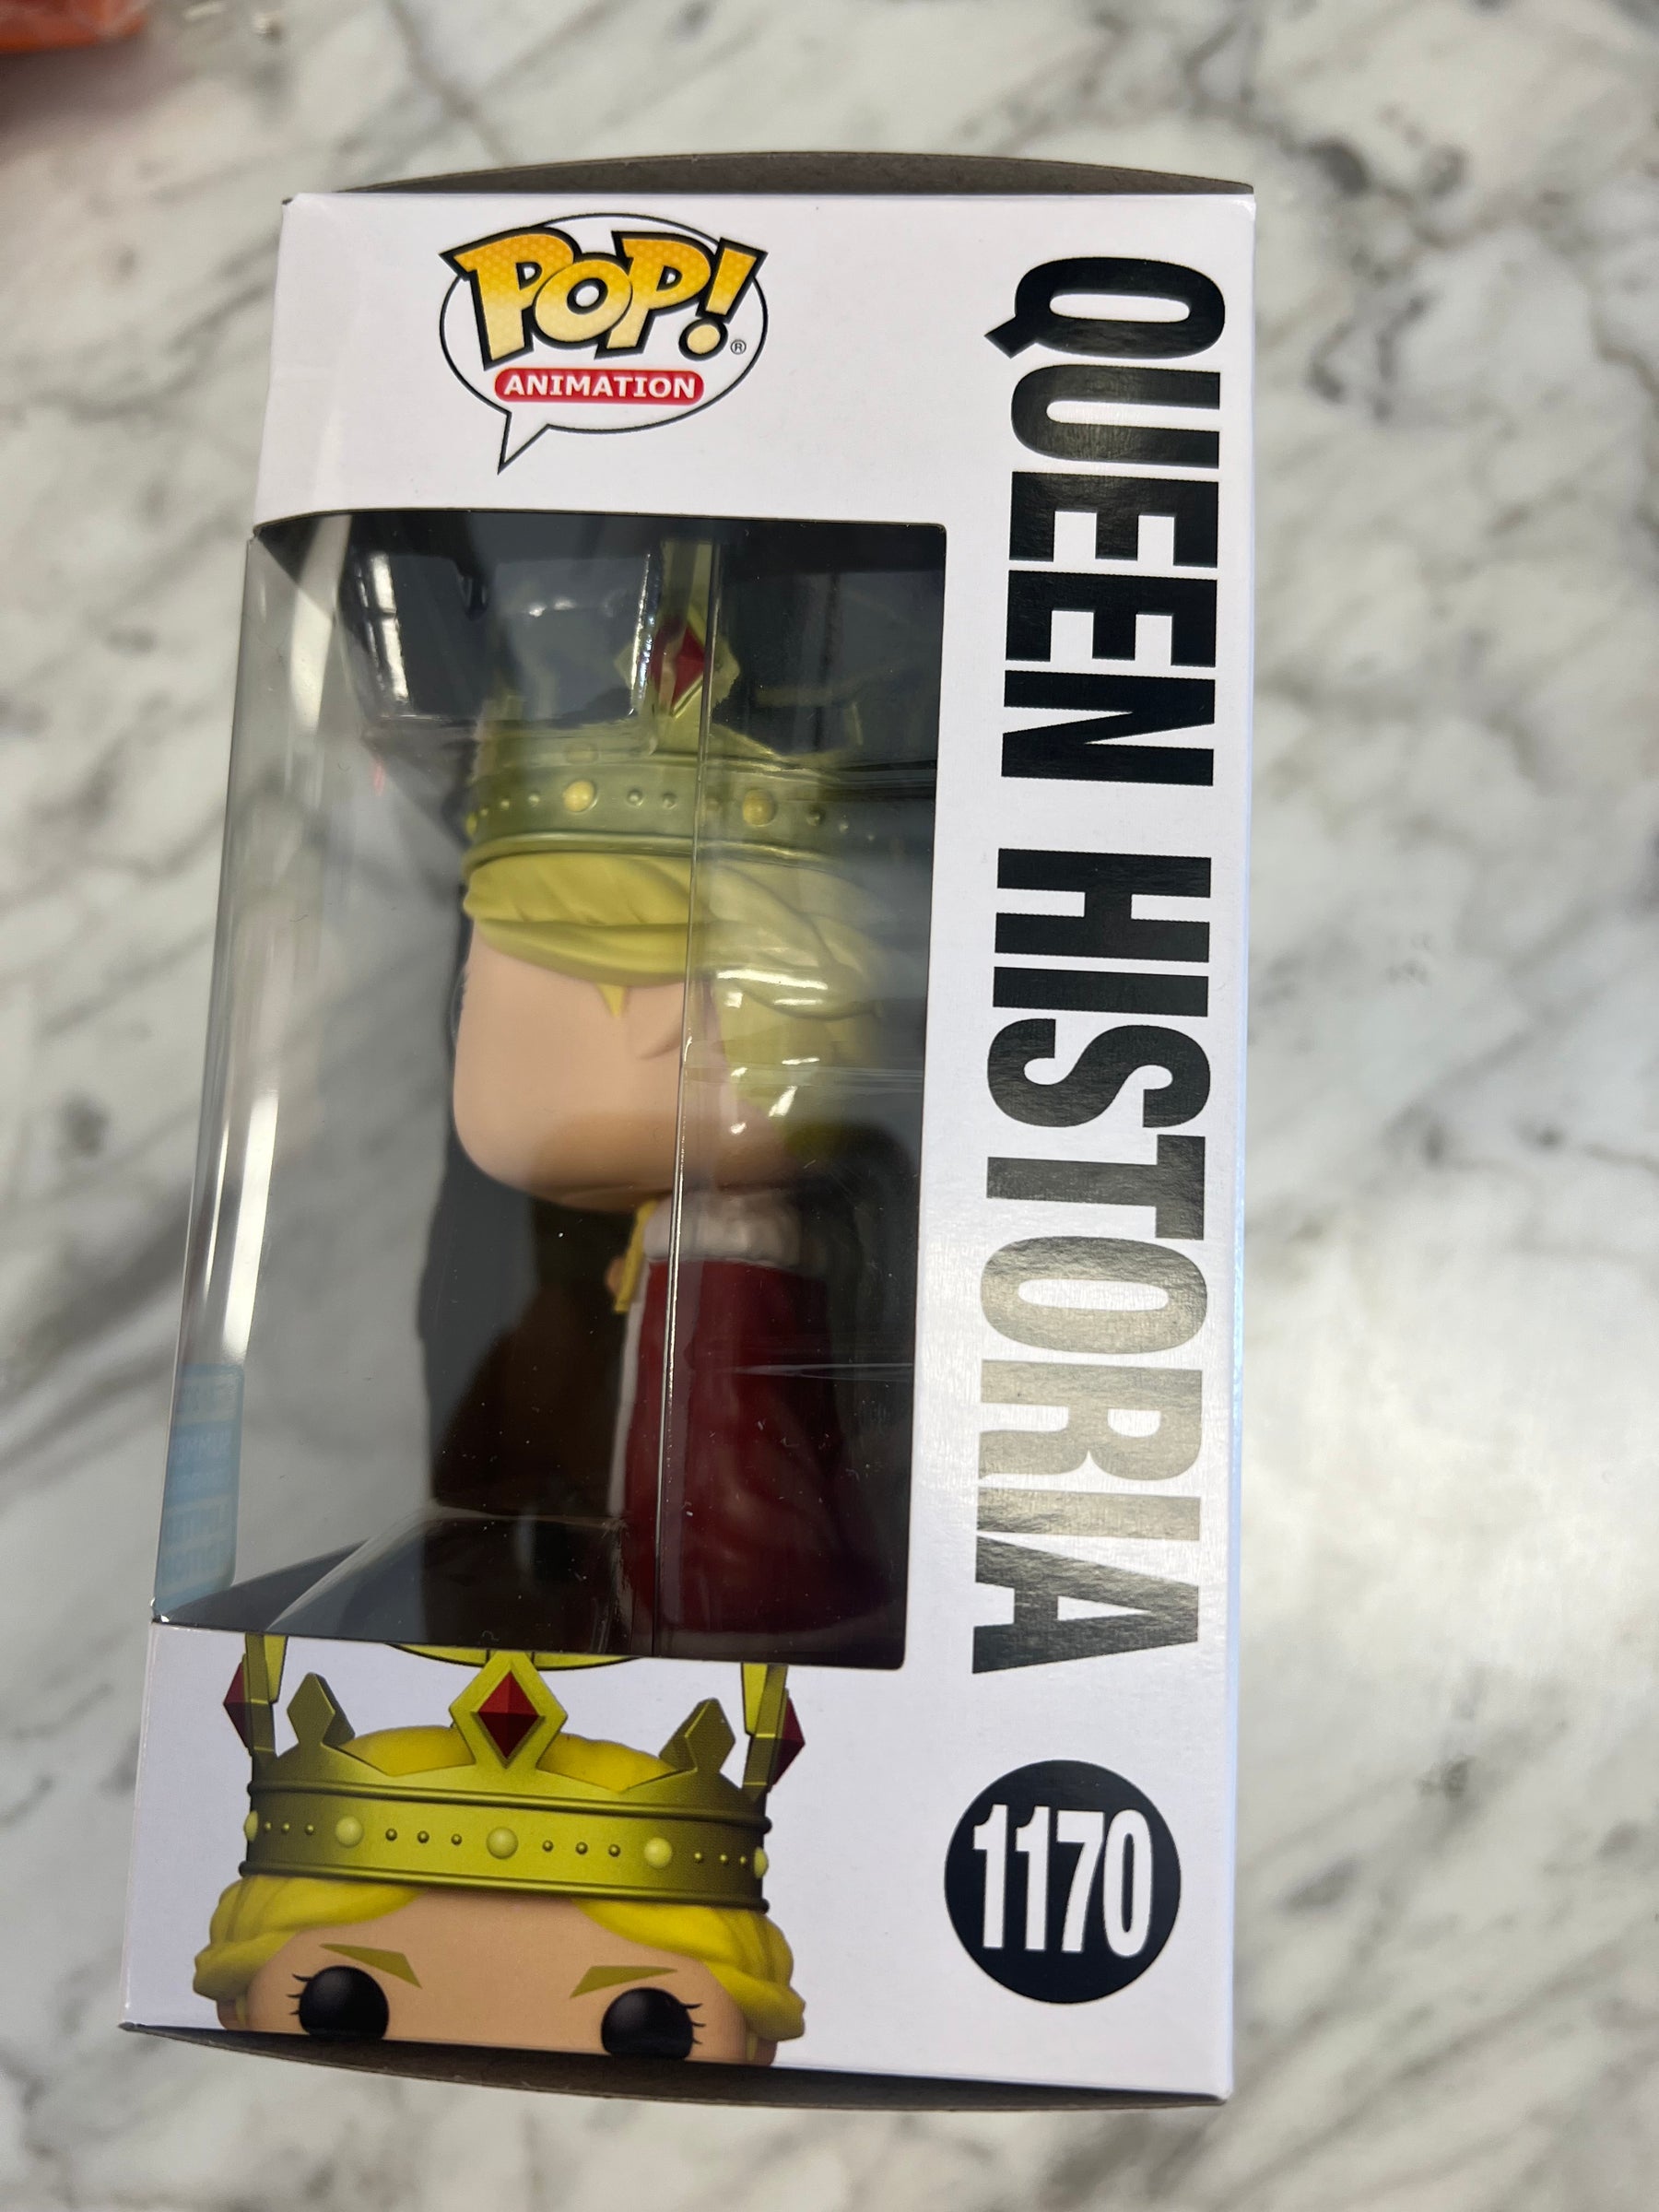 POP!
®
ANIMATION
QUEEN HISTORIA
1170